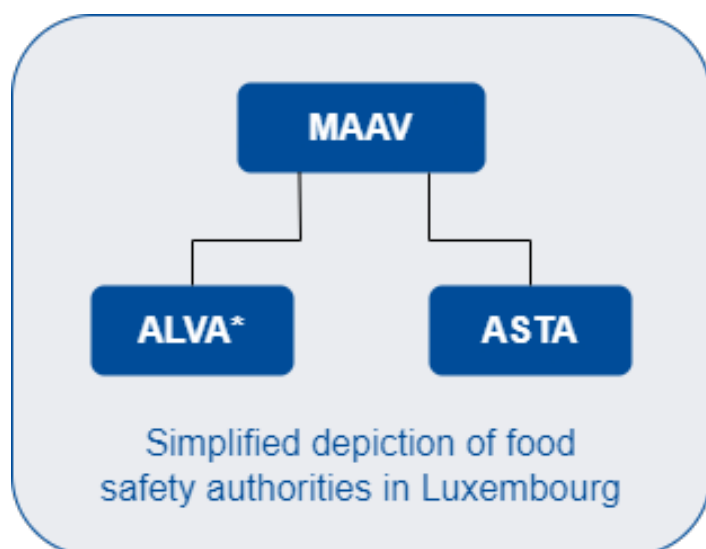 MAAV
ALVA* ASTA
Simplified depiction of food
safety authorities in Luxembourg